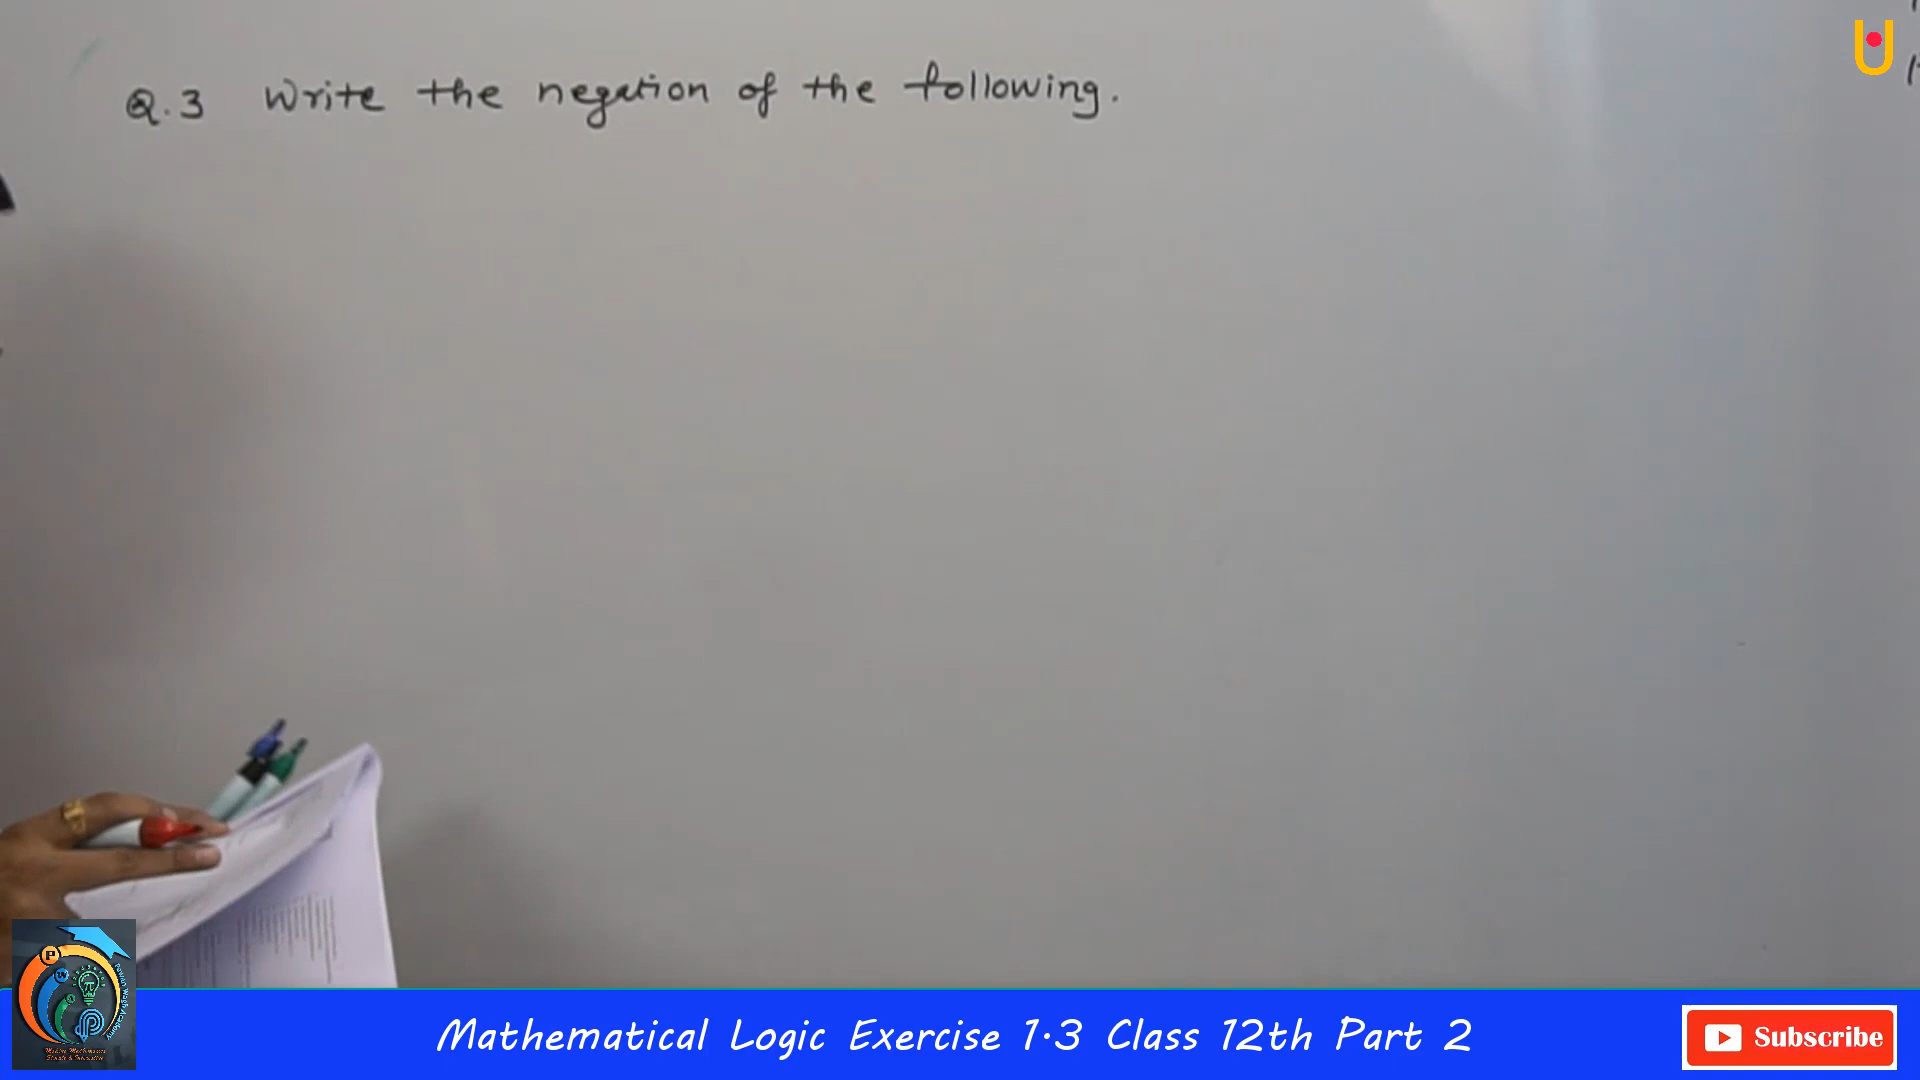 Q.3 Write the negation of the following.
Mathematical Logic Exercise 1.3 Class 12th Part 2
Subscribe